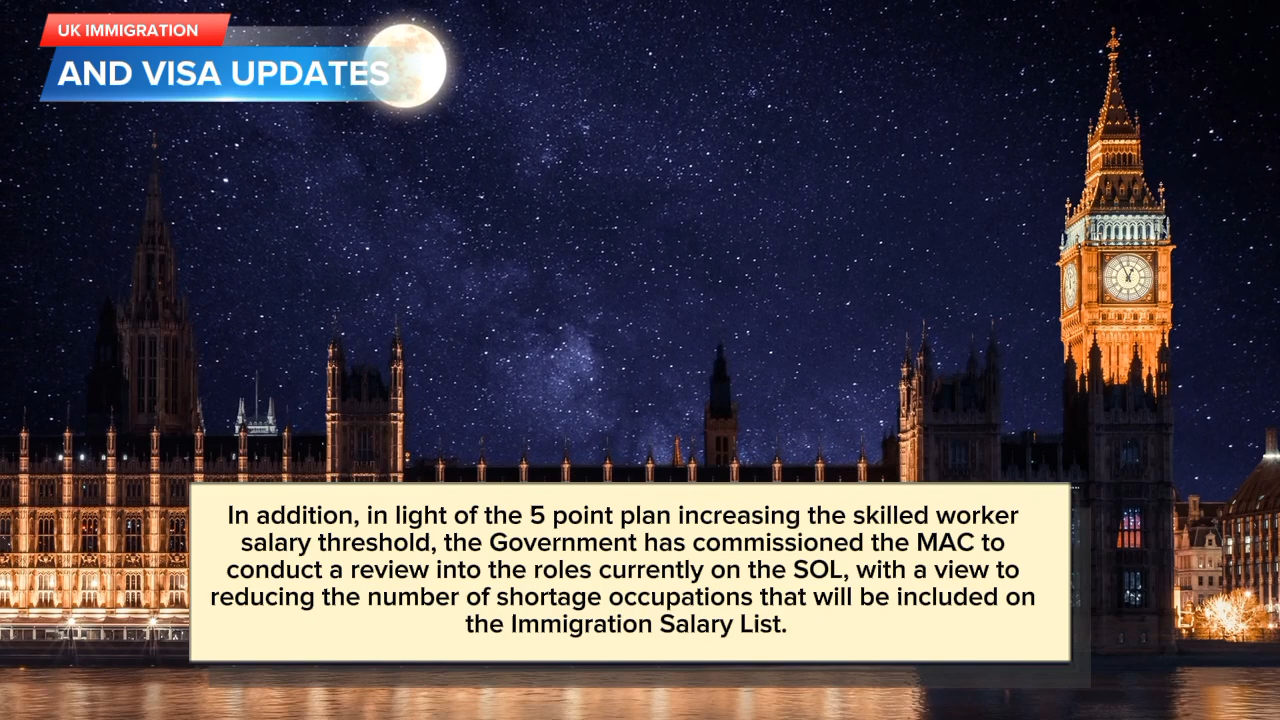 UK IMMIGRATION
AND VISA UPDATES
In addition, in light of the 5 point plan increasing the skilled worker
salary threshold, the Government has commissioned the MAC to
conduct a review into the roles currently on the SOL, with a view to
reducing the number of shortage occupations that will be included on
the Immigration Salary List.